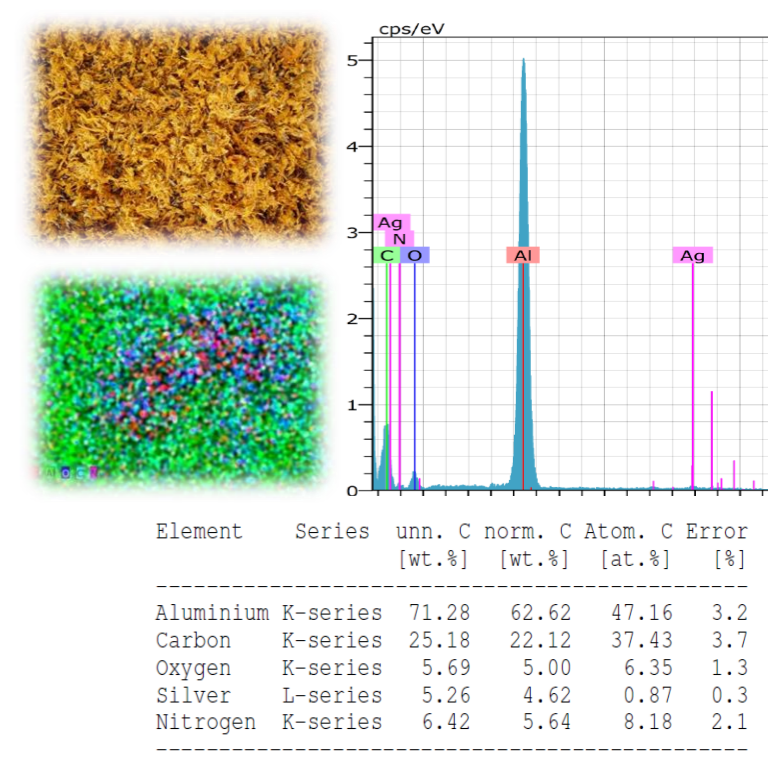 cps/eV
5
4
3
2
1
0
Ag
N
C O Al Ag
Element Series unn. C norm. C Atom. C Error
[wt.%] [wt.%] [at.%] [%]
Aluminium K-series 71.28 62.62 47.16 3.2
Carbon K-series 25.18 22.12 37.43 3.7
Oxygen K-series 5.69 5.00 6.35 1.3
Silver L-series 5.26 4.62 0.87 0.3
Nitrogen K-series 6.42 5.64 8.18 2.1